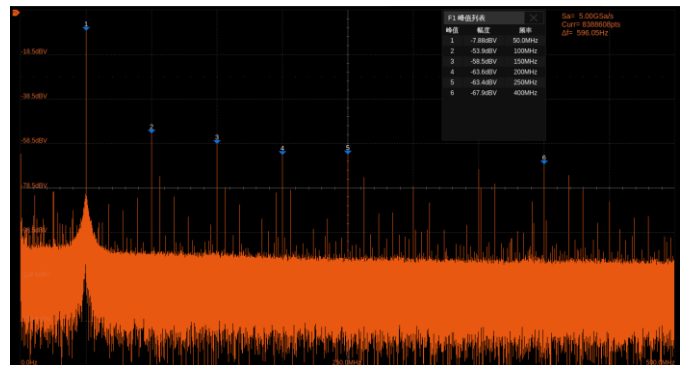 F1 峰值列表
峰值 幅度 频率
1 -7.88dBV 50.0MHz
2 -53.9dBV 100MHz
3 -58.5dBV 150MHz
4 -63.6dBV 200MHz
5 -63.4dBV 250MHz
6 -67.9dBV 400MHz
Sa= 5.00GSa/s
Curr= 8388608pts
Δf= 596.05Hz
1
-18.5dBV
-38.5dBV
2
3
-58.5dBV
4
5
6
-78.5dBV
0.0Hz
250.0MHz
500.0MHz